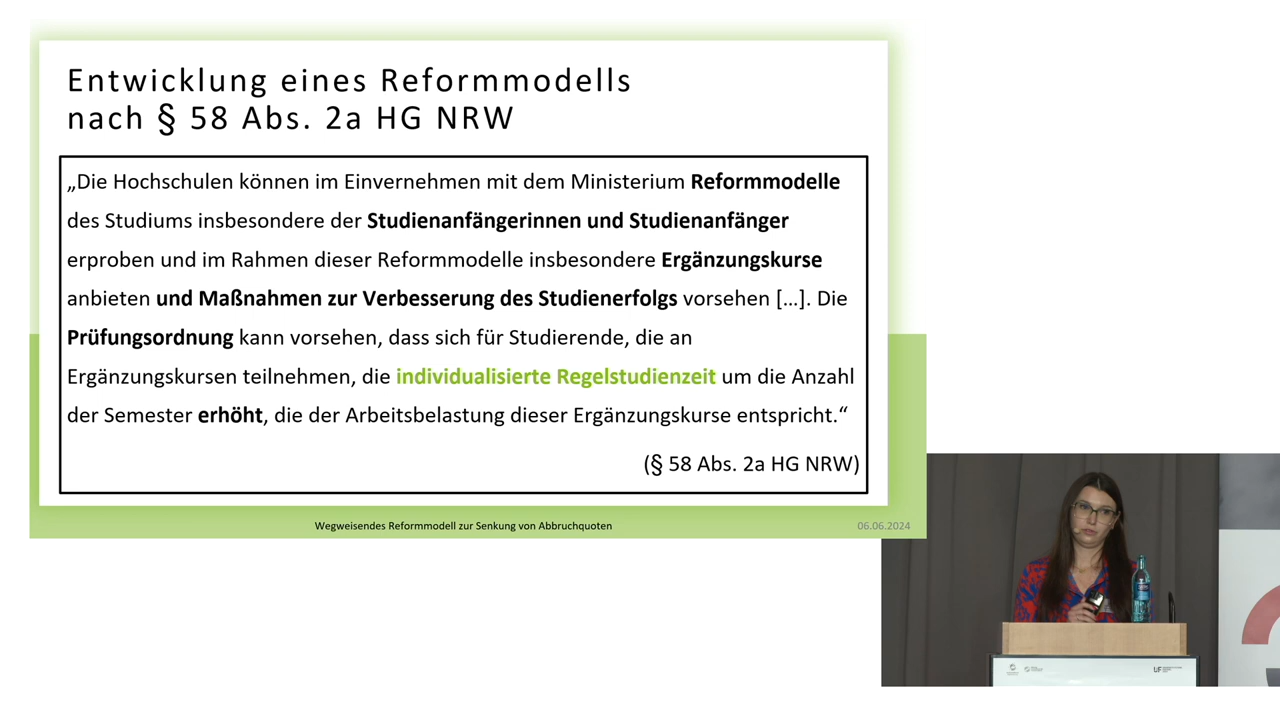 Entwicklung eines Reformmodells
nach § 58 Abs. 2a HG NRW
„Die Hochschulen können im Einvernehmen mit dem Ministerium Reformmodelle
des Studiums insbesondere der Studienanfängerinnen und Studienanfänger
erproben und im Rahmen dieser Reformmodelle insbesondere Ergänzungskurse
anbieten und Maßnahmen zur Verbesserung des Studienerfolgs vorsehen [...]. Die
Prüfungsordnung kann vorsehen, dass sich für Studierende, die an
Ergänzungskursen teilnehmen, die individualisierte Regelstudienzeit um die Anzahl
der Semester erhöht, die der Arbeitsbelastung dieser Ergänzungskurse entspricht.“
(§ 58 Abs. 2a HG NRW)
Wegweisendes Reformmodell zur Senkung von Abbruchquoten
06.06.2024